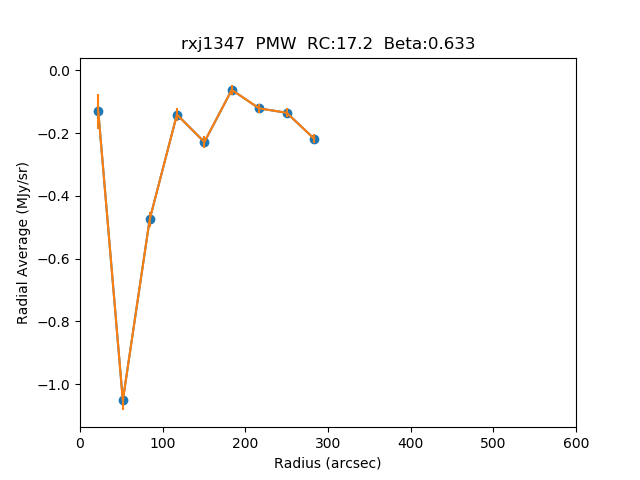 rxj1347  PMW  RC:17.2  Beta:0.633
Radial Average (MJy/sr)
0.0
−0.2
−0.4
−0.6
−0.8
−1.0
0 100 200 300 400 500 600
Radius (arcsec)